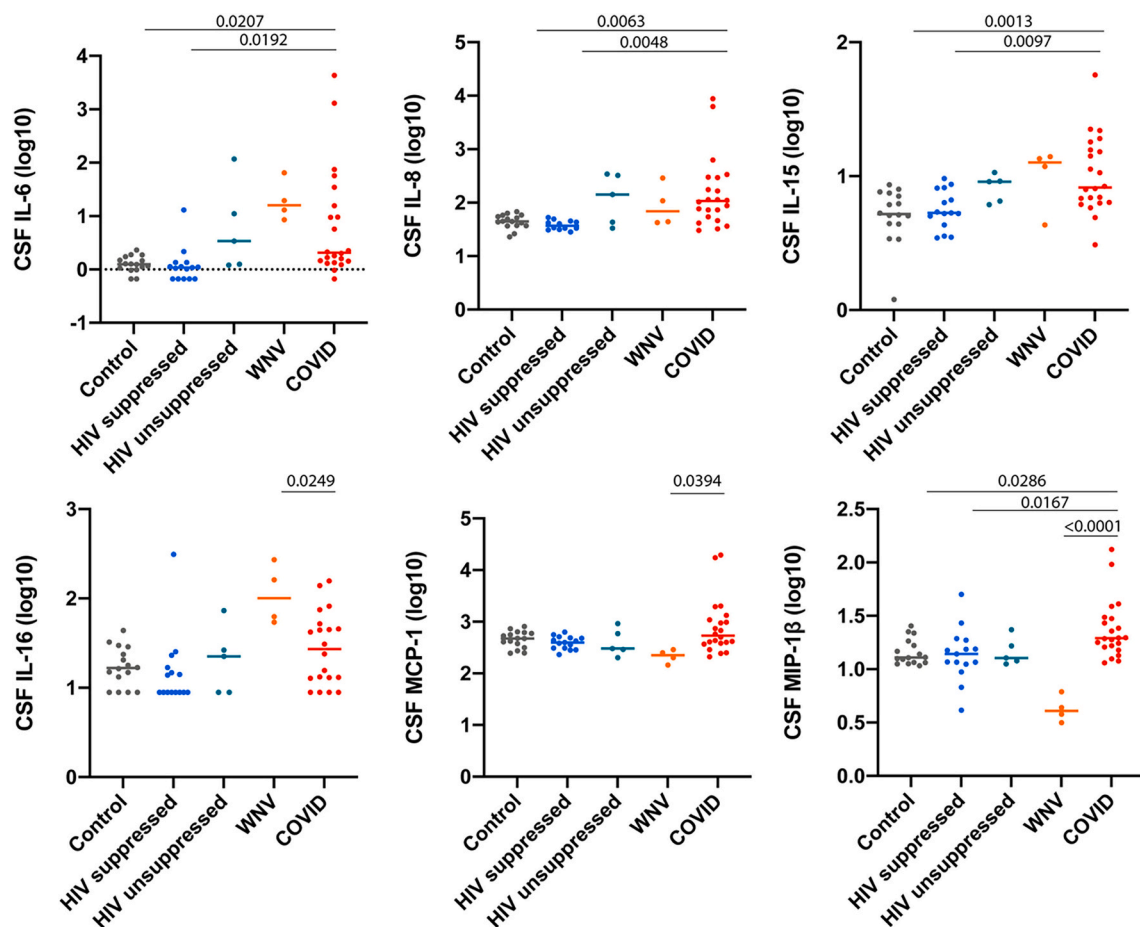 0.0207
0.0192
CSF IL-6 (log10)
4
3
2
1
0
-1
Control
HIV suppressed
HIV unsuppressed
WNV
COVID
0.0063
0.0048
CSF IL-8 (log10)
5
4
3
2
1
0
Control
HIV suppressed
HIV unsuppressed
WNV
COVID
0.0013
0.0097
CSF IL-15 (log10)
2
1
0
Control
HIV suppressed
HIV unsuppressed
WNV
COVID
0.0249
CSF IL-16 (log10)
3
2
1
0
Control
HIV suppressed
HIV unsuppressed
WNV
COVID
0.0394
CSF MCP-1 (log10)
5
4
3
2
1
0
Control
HIV suppressed
HIV unsuppressed
WNV
COVID
0.0286
0.0167
<0.0001
CSF MIP-1β (log10)
2.5
2.0
1.5
1.0
0.5
0.0
Control
HIV suppressed
HIV unsuppressed
WNV
COVID